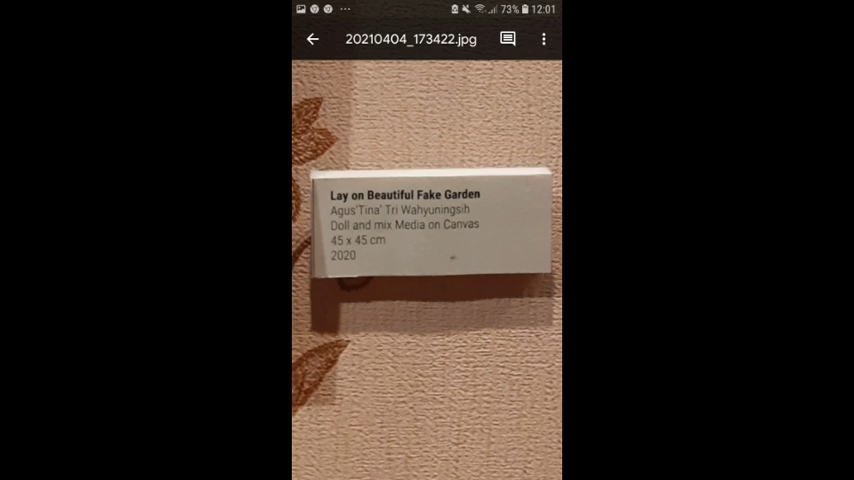 73% 12:01
20210404_173422.jpg
Lay on Beautiful Fake Garden
Agus'Tina' Tri Wahyuningsih
Doll and mix Media on Canvas
45 x 45 cm
2020